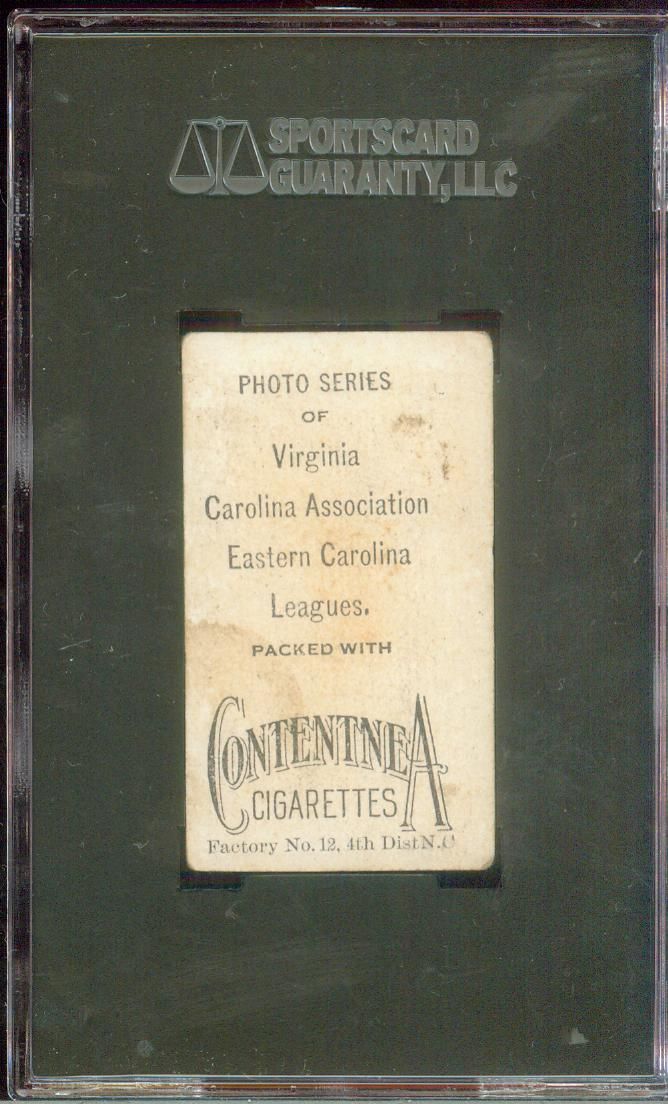 SPORTSCARD
GUARANTY, LLC
PHOTO SERIES
OF
Virginia
Carolina Association
Eastern Carolina
Leagues.
PACKED WITH
CONTENTNEA
CIGARETTES
Factory No. 12, 4th Dist N.C